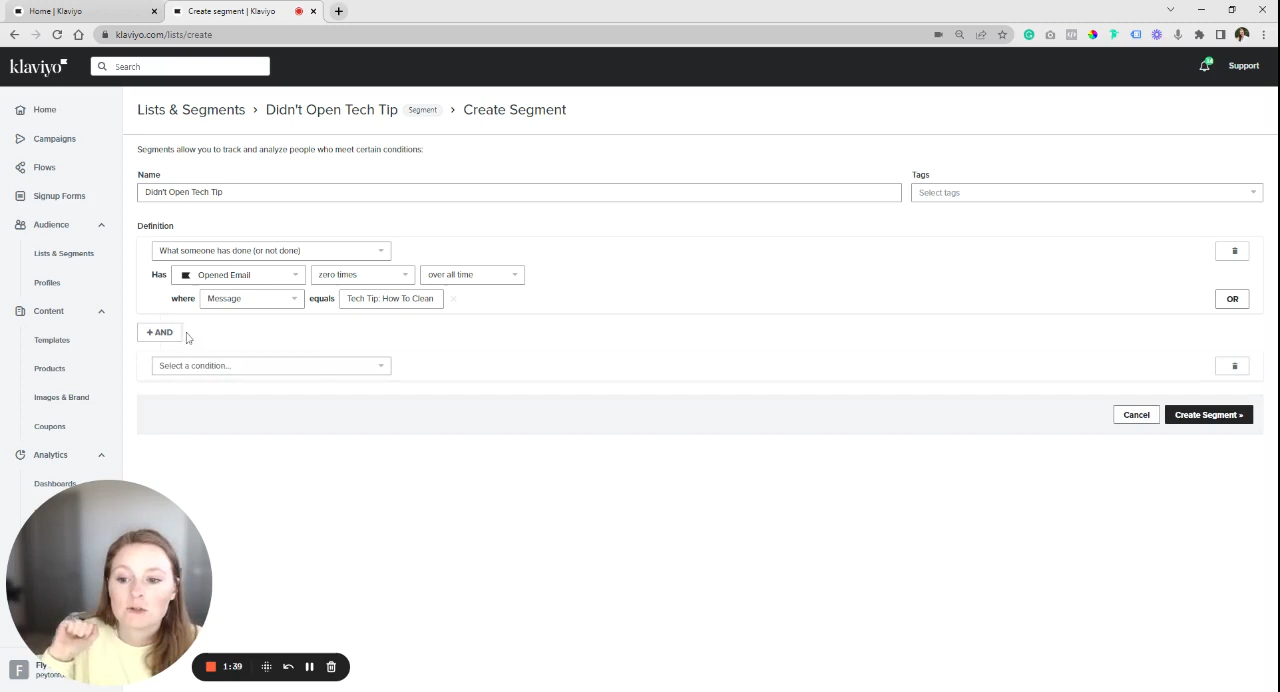 Home | Klaviyo
Create segment | Klaviyo
klaviyo.com/lists/create
klaviyo
Search
Support
Home
Campaigns
Flows
Signup Forms
Audience
Lists & Segments
Profiles
Content
Templates
Products
Images & Brand
Coupons
Analytics
Dashboards
F
Fly
peyton
Lists & Segments > Didn't Open Tech Tip Segment > Create Segment
Segments allow you to track and analyze people who meet certain conditions:
Name
Tags
Didn't Open Tech Tip
Select tags
Definition
What someone has done (or not done)
Has Opened Email zero times over all time
where Message equals Tech Tip: How To Clean
OR
+ AND
Select a condition...
Cancel
Create Segment »
1:39